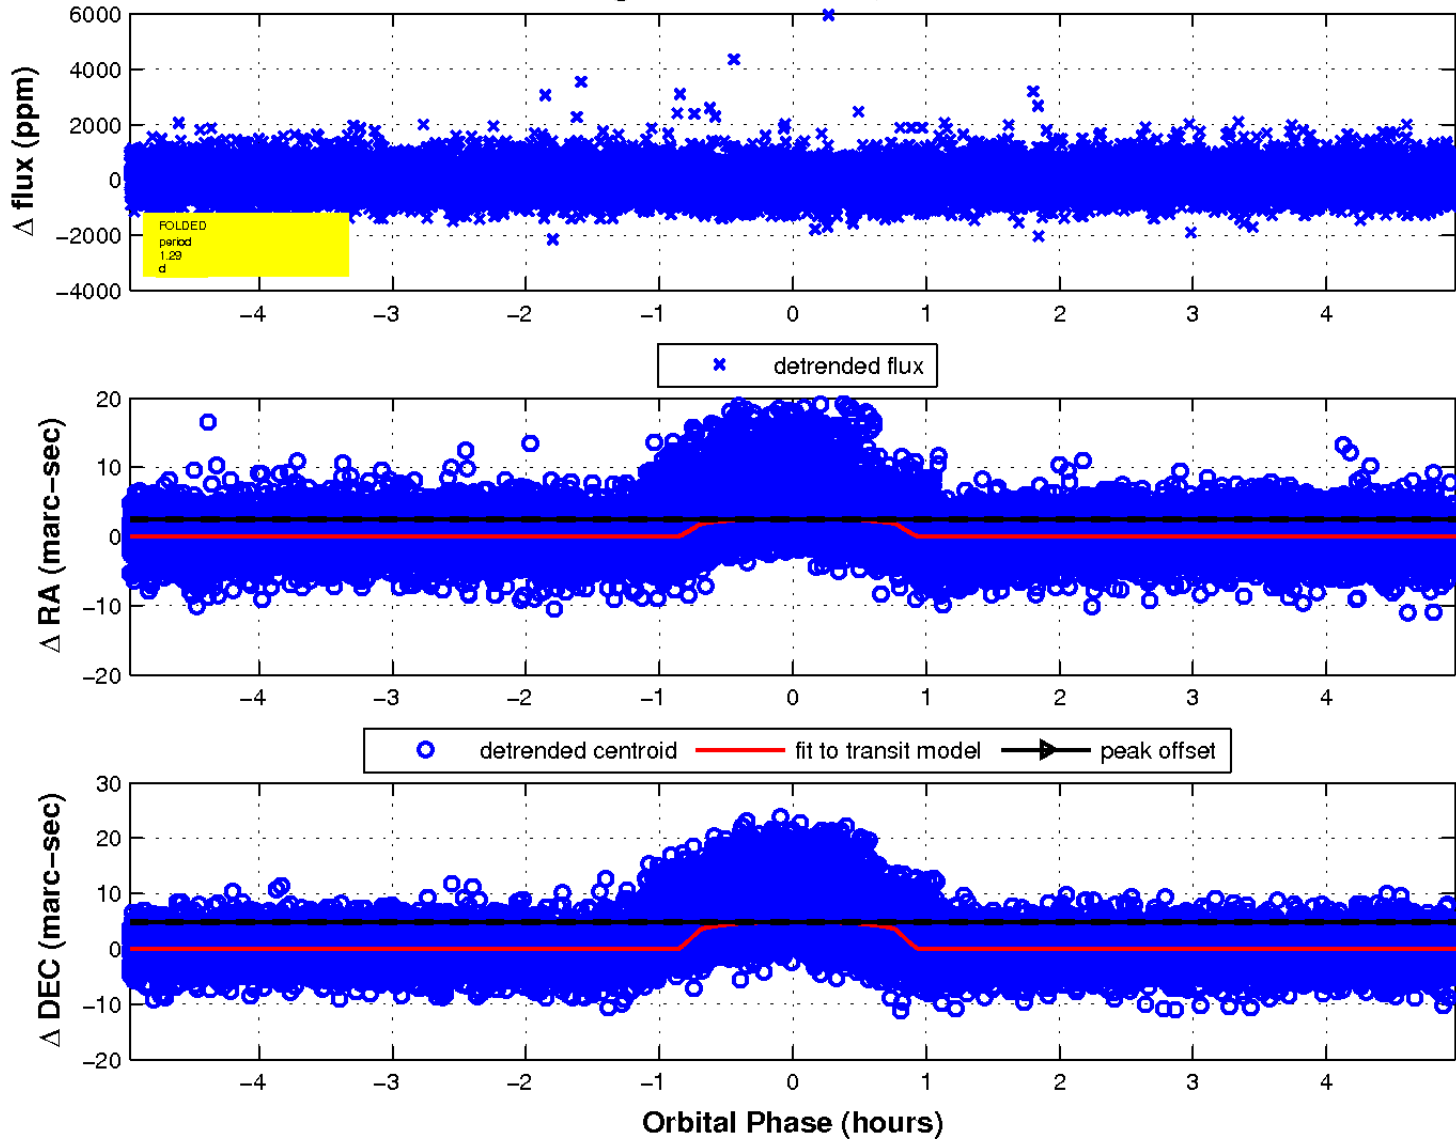 6000
4000
2000
0
−2000
−4000
Δ flux (ppm)
FOLDED
period
1.29
d
−4 −3 −2 −1 0 1 2 3 4
detrended flux
20
10
0
−10
−20
Δ RA (marc−sec)
−4 −3 −2 −1 0 1 2 3 4
detrended centroid fit to transit model peak offset
30
20
10
0
−10
−20
Δ DEC (marc−sec)
−4 −3 −2 −1 0 1 2 3 4
Orbital Phase (hours)